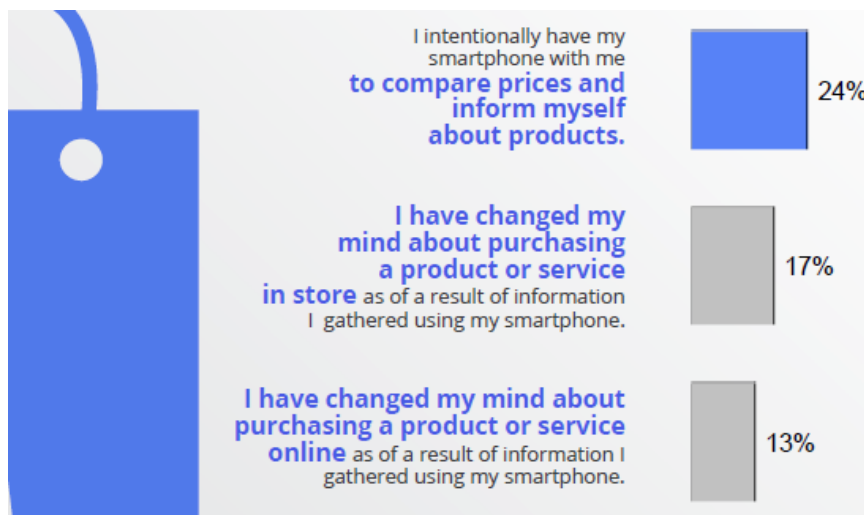 I intentionally have my
smartphone with me
to compare prices and
inform myself
about products.
24%
I have changed my
mind about purchasing
a product or service
in store as of a result of information
I gathered using my smartphone.
17%
I have changed my mind about
purchasing a product or service
online as of a result of information I
gathered using my smartphone.
13%